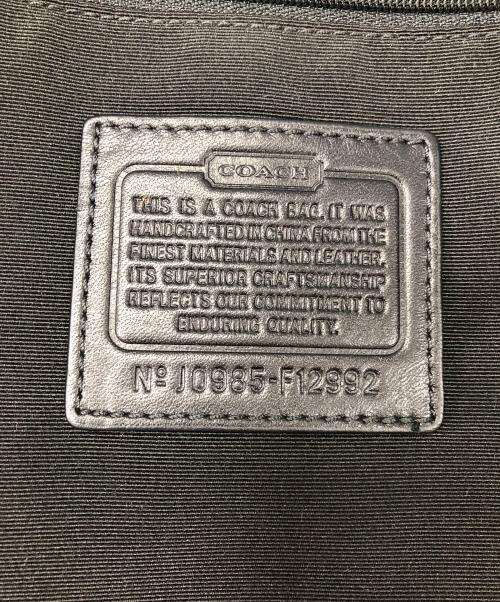 COACH
THIS IS A COACH BAG. IT WAS
HANDCRAFTED IN CHINA FROM THE
FINEST MATERIALS AND LEATHER.
ITS SUPERIOR CRAFTSMANSHIP
REFLECTS OUR COMMITMENT TO
ENDURING QUALITY.
Nº J0985-F12992